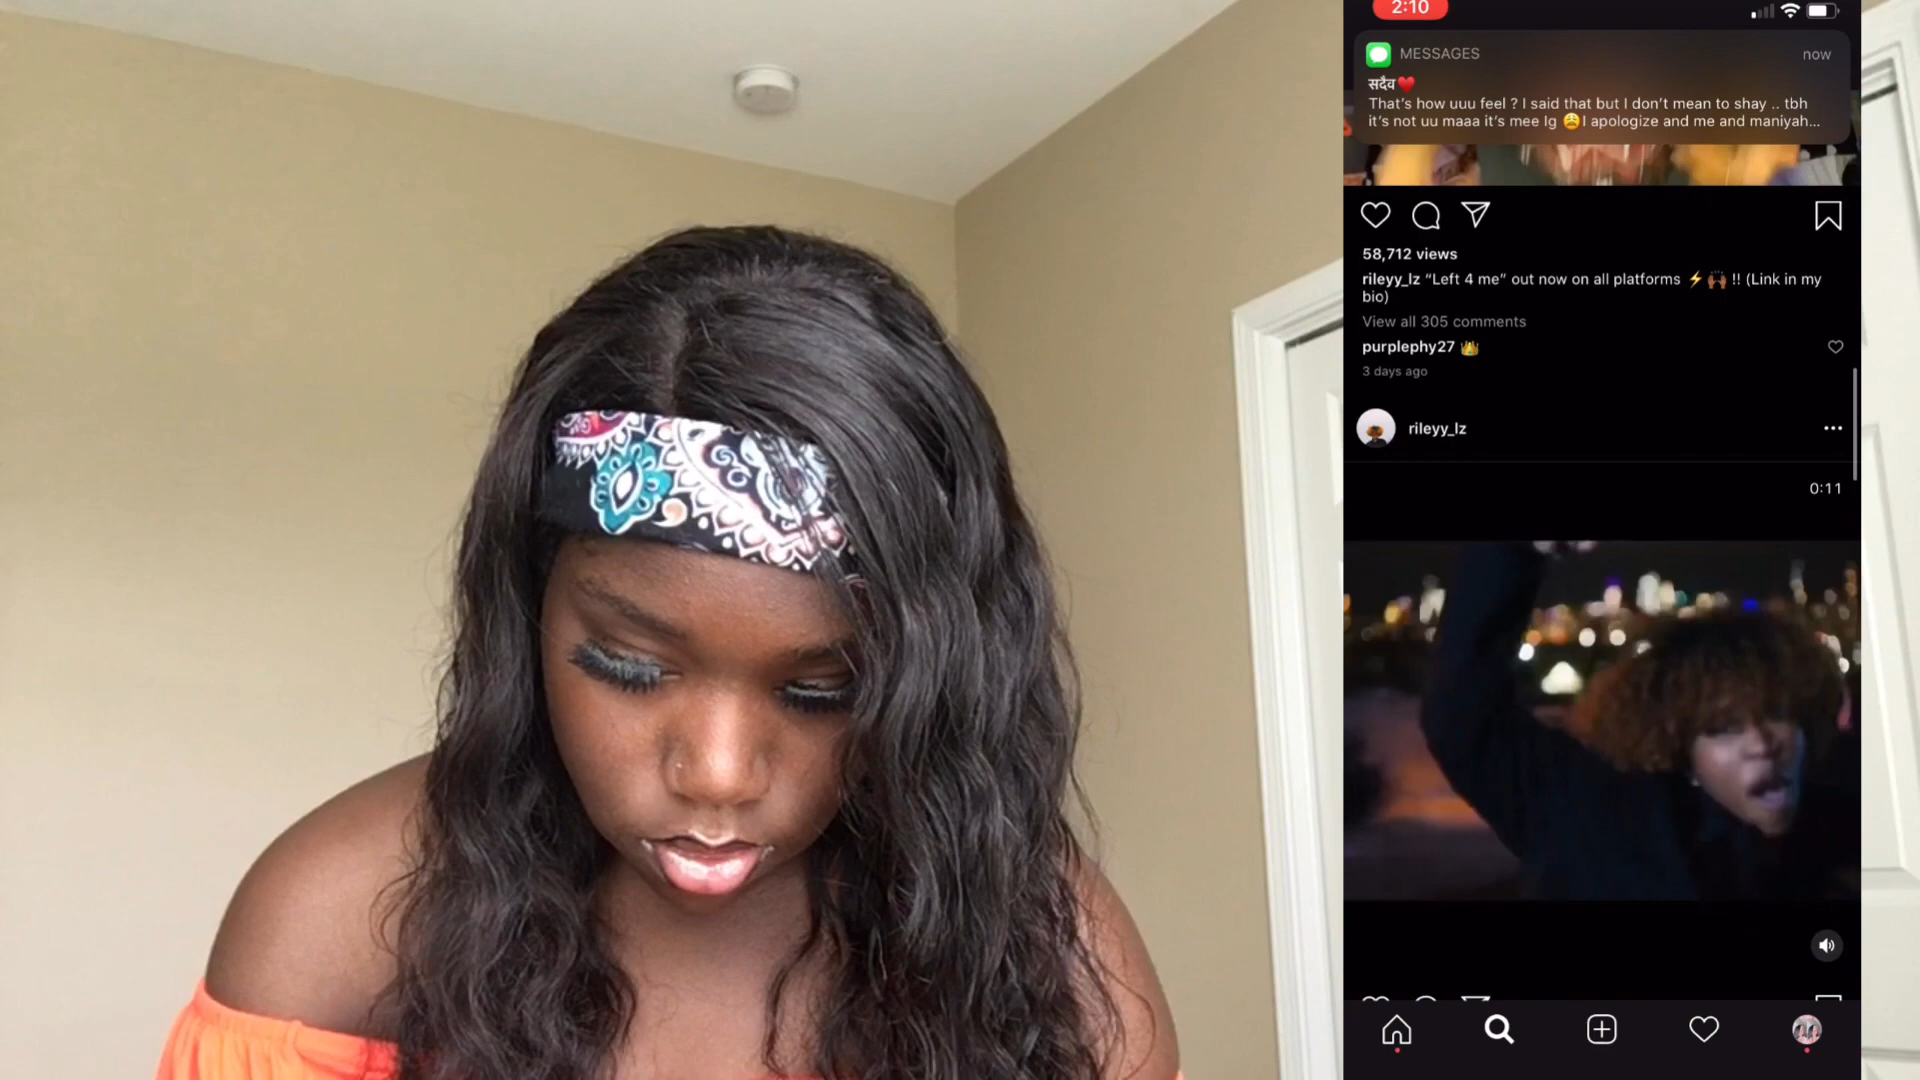 2:10
MESSAGES
now
सदैव❤️
That's how uuu feel ? I said that but I don't mean to shay .. tbh
it's not uu maaa it's mee lg 😩I apologize and me and maniyah...
58,712 views
rileyy_lz “Left 4 me” out now on all platforms ⚡🙌🏾 !! (Link in my
bio)
View all 305 comments
purplephy27 👑
3 days ago
rileyy_lz
0:11